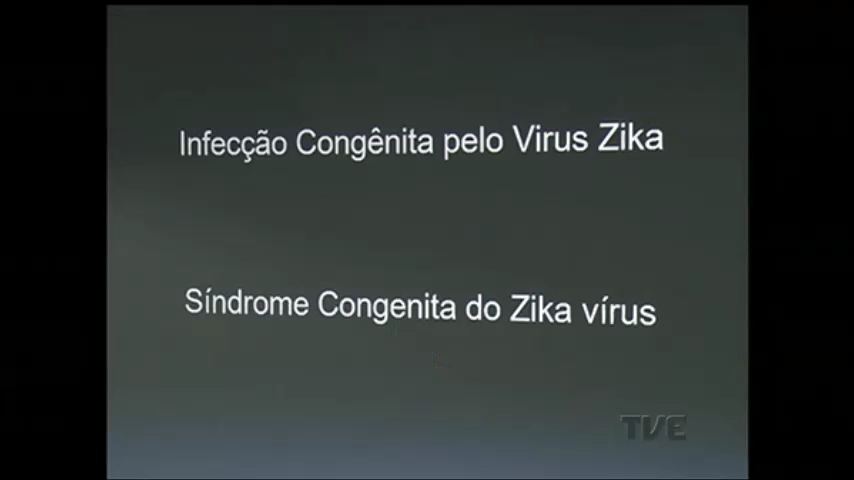 Infecção Congênita pelo Virus Zika
Síndrome Congenita do Zika vírus
TVE